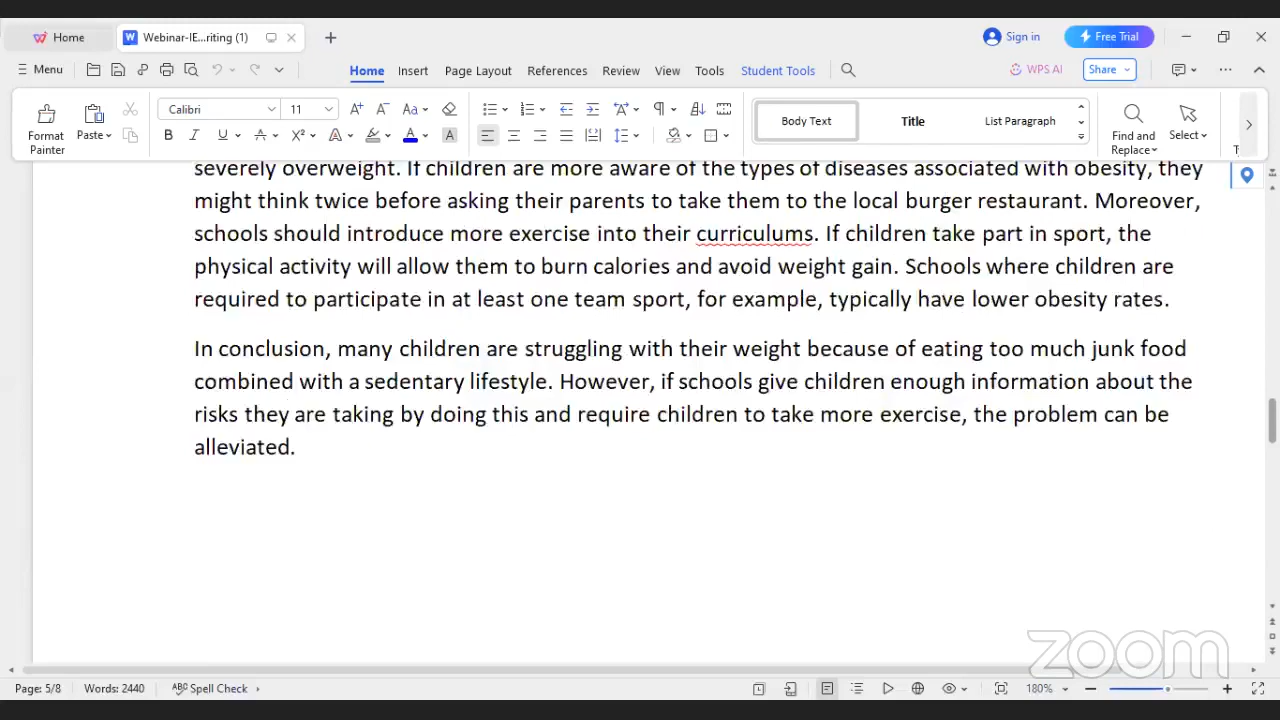 Home
Webinar-IE...riting (1)
Sign in
Free Trial
Menu
Home
Insert
Page Layout
References
Review
View
Tools
Student Tools
WPS AI
Share
Format Painter
Paste
Calibri
11
Body Text
Title
List Paragraph
Find and Replace
Select
severely overweight. If children are more aware of the types of diseases associated with obesity, they
might think twice before asking their parents to take them to the local burger restaurant. Moreover,
schools should introduce more exercise into their curriculums. If children take part in sport, the
physical activity will allow them to burn calories and avoid weight gain. Schools where children are
required to participate in at least one team sport, for example, typically have lower obesity rates.
In conclusion, many children are struggling with their weight because of eating too much junk food
combined with a sedentary lifestyle. However, if schools give children enough information about the
risks they are taking by doing this and require children to take more exercise, the problem can be
alleviated.
zoom
Page: 5/8
Words: 2440
Spell Check
180%